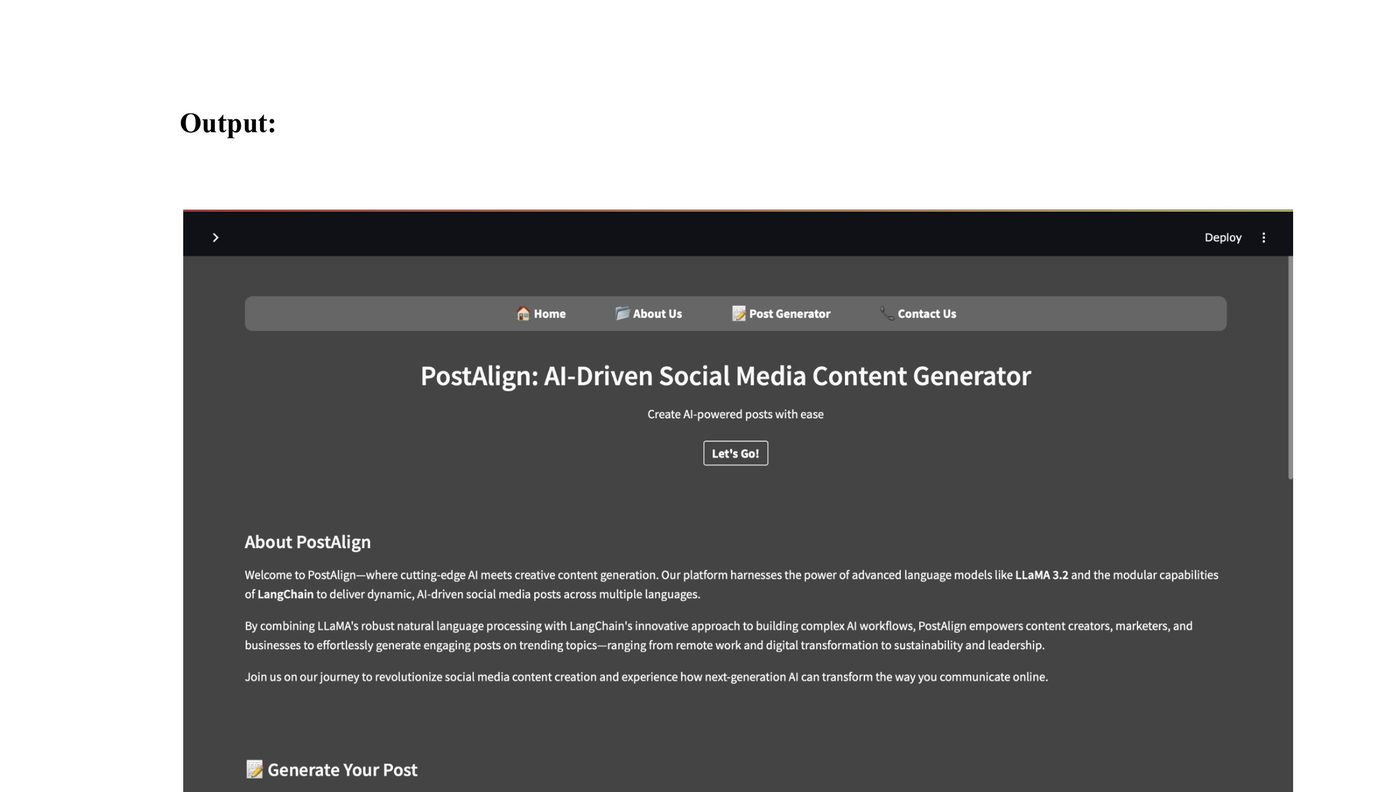 Output:
Deploy
Home
About Us
Post Generator
Contact Us
PostAlign: AI-Driven Social Media Content Generator
Create AI-powered posts with ease
Let's Go!
About PostAlign
Welcome to PostAlign—where cutting-edge AI meets creative content generation. Our platform harnesses the power of advanced language models like LLaMA 3.2 and the modular capabilities
of LangChain to deliver dynamic, AI-driven social media posts across multiple languages.
By combining LLaMA's robust natural language processing with LangChain's innovative approach to building complex AI workflows, PostAlign empowers content creators, marketers, and
businesses to effortlessly generate engaging posts on trending topics—ranging from remote work and digital transformation to sustainability and leadership.
Join us on our journey to revolutionize social media content creation and experience how next-generation AI can transform the way you communicate online.
Generate Your Post